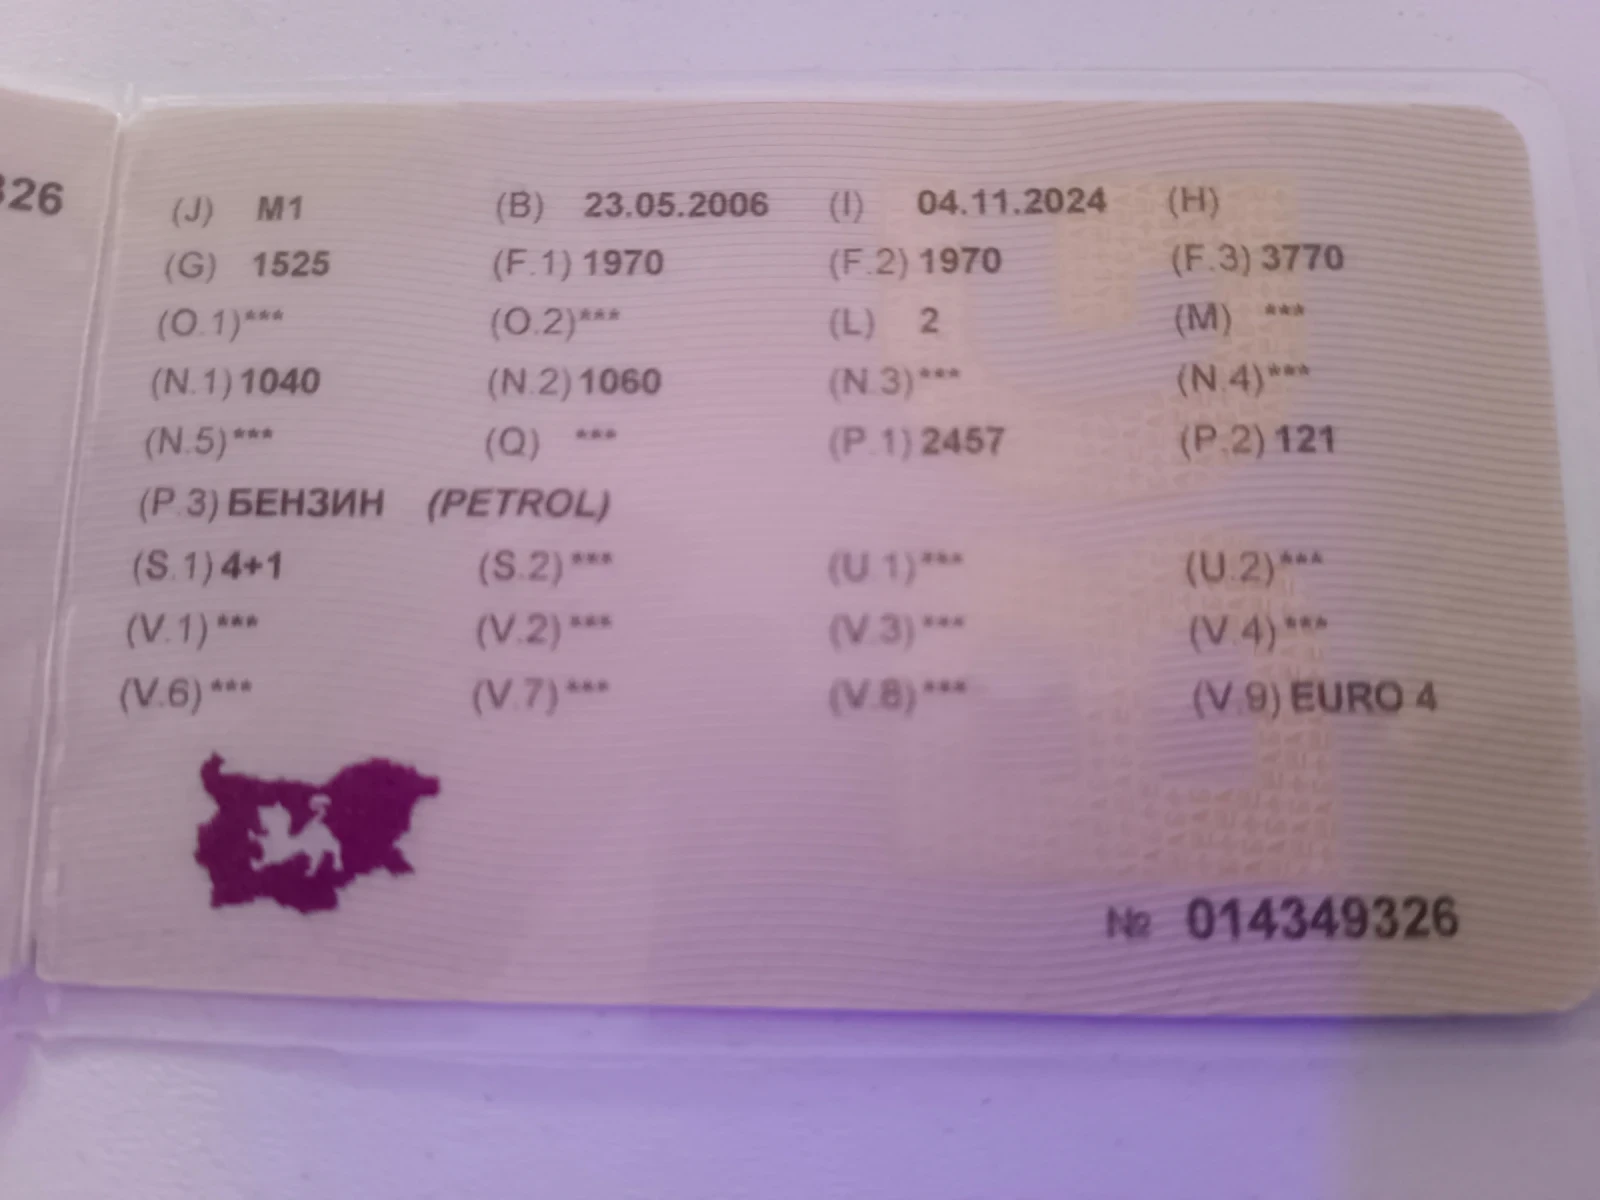 326
(J) M1 (B) 23.05.2006 (I) 04.11.2024 (H)
(G) 1525 (F.1) 1970 (F.2) 1970 (F.3) 3770
(O.1) *** (O.2) *** (L) 2 (M) ***
(N.1) 1040 (N.2) 1060 (N.3) *** (N.4) ***
(N.5) *** (Q) *** (P.1) 2457 (P.2) 121
(P.3) БЕНЗИН (PETROL)
(S.1) 4+1 (S.2) *** (U.1) *** (U.2) ***
(V.1) *** (V.2) *** (V.3) *** (V.4) ***
(V.6) *** (V.7) *** (V.8) *** (V.9) EURO 4
№ 014349326